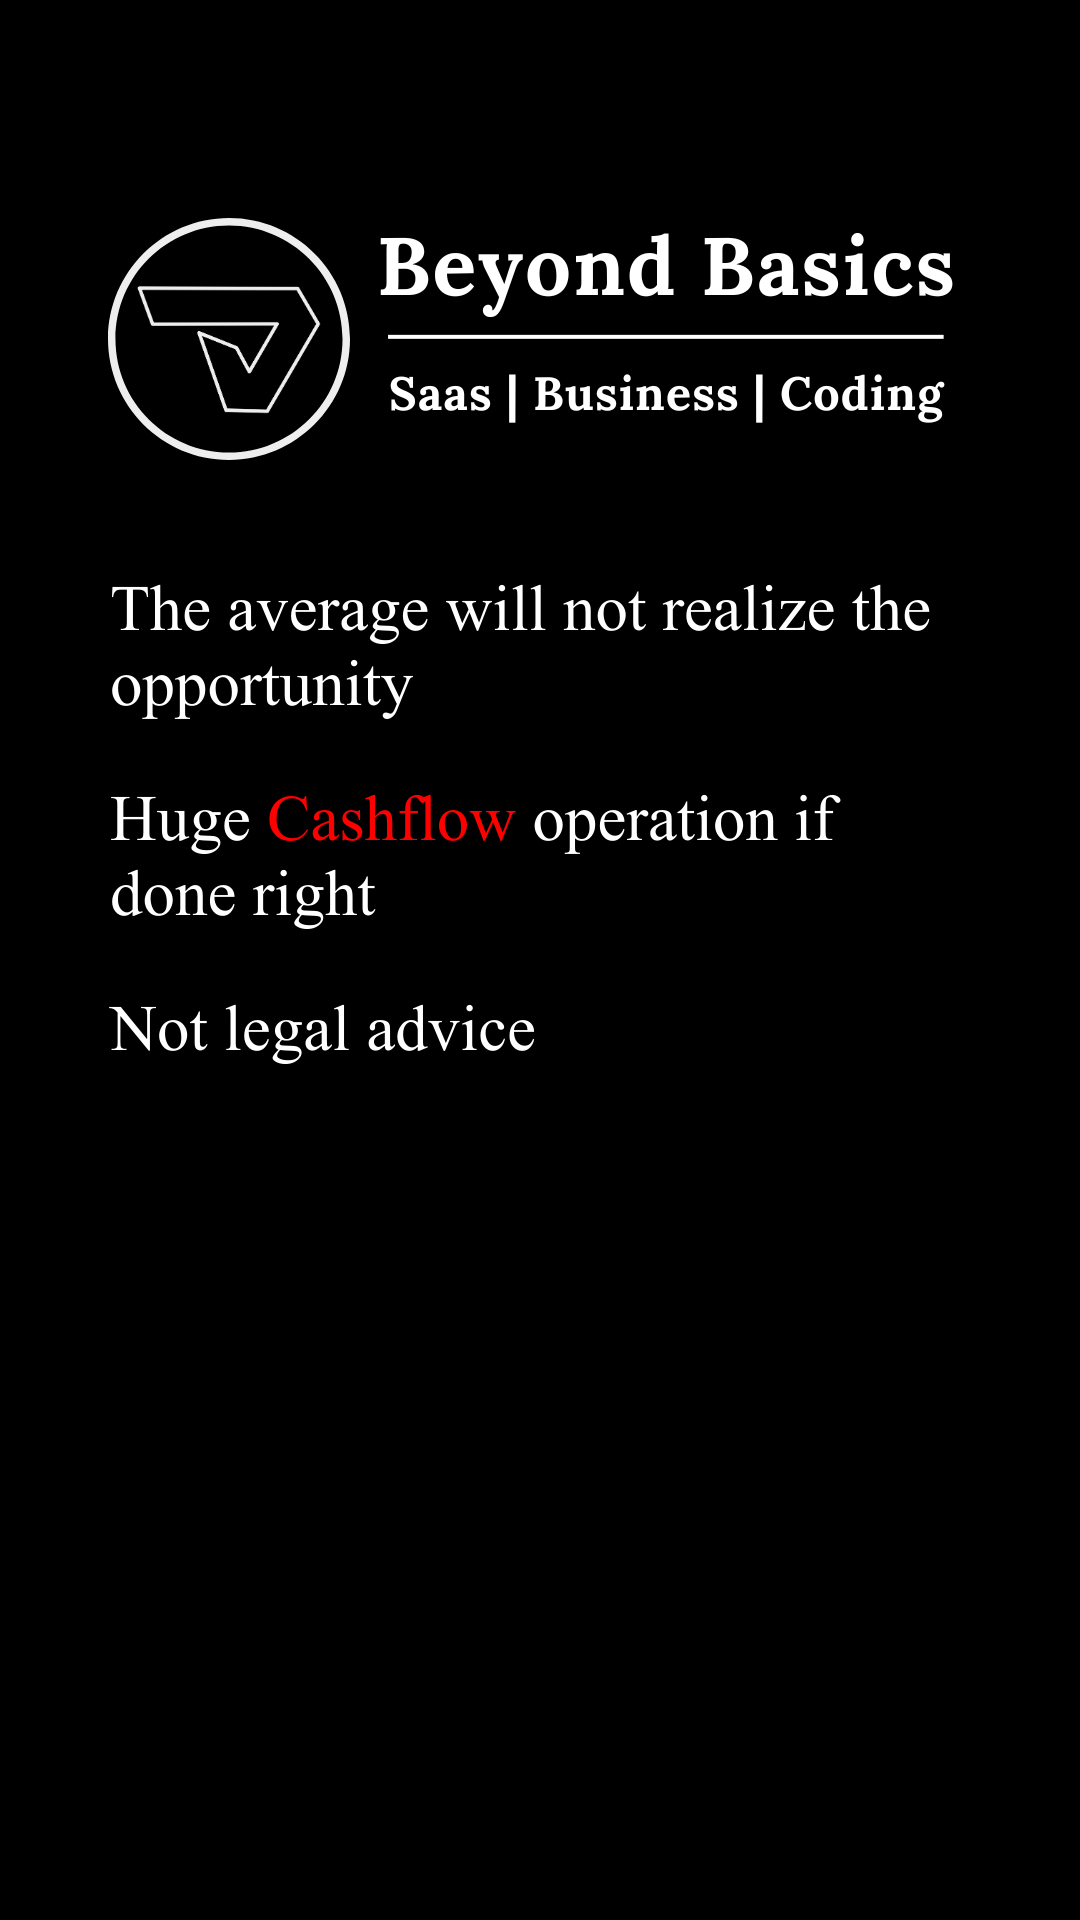 Beyond Basics
Saas | Business | Coding
The average will not realize the
opportunity
Huge Cashflow operation if
done right
Not legal advice